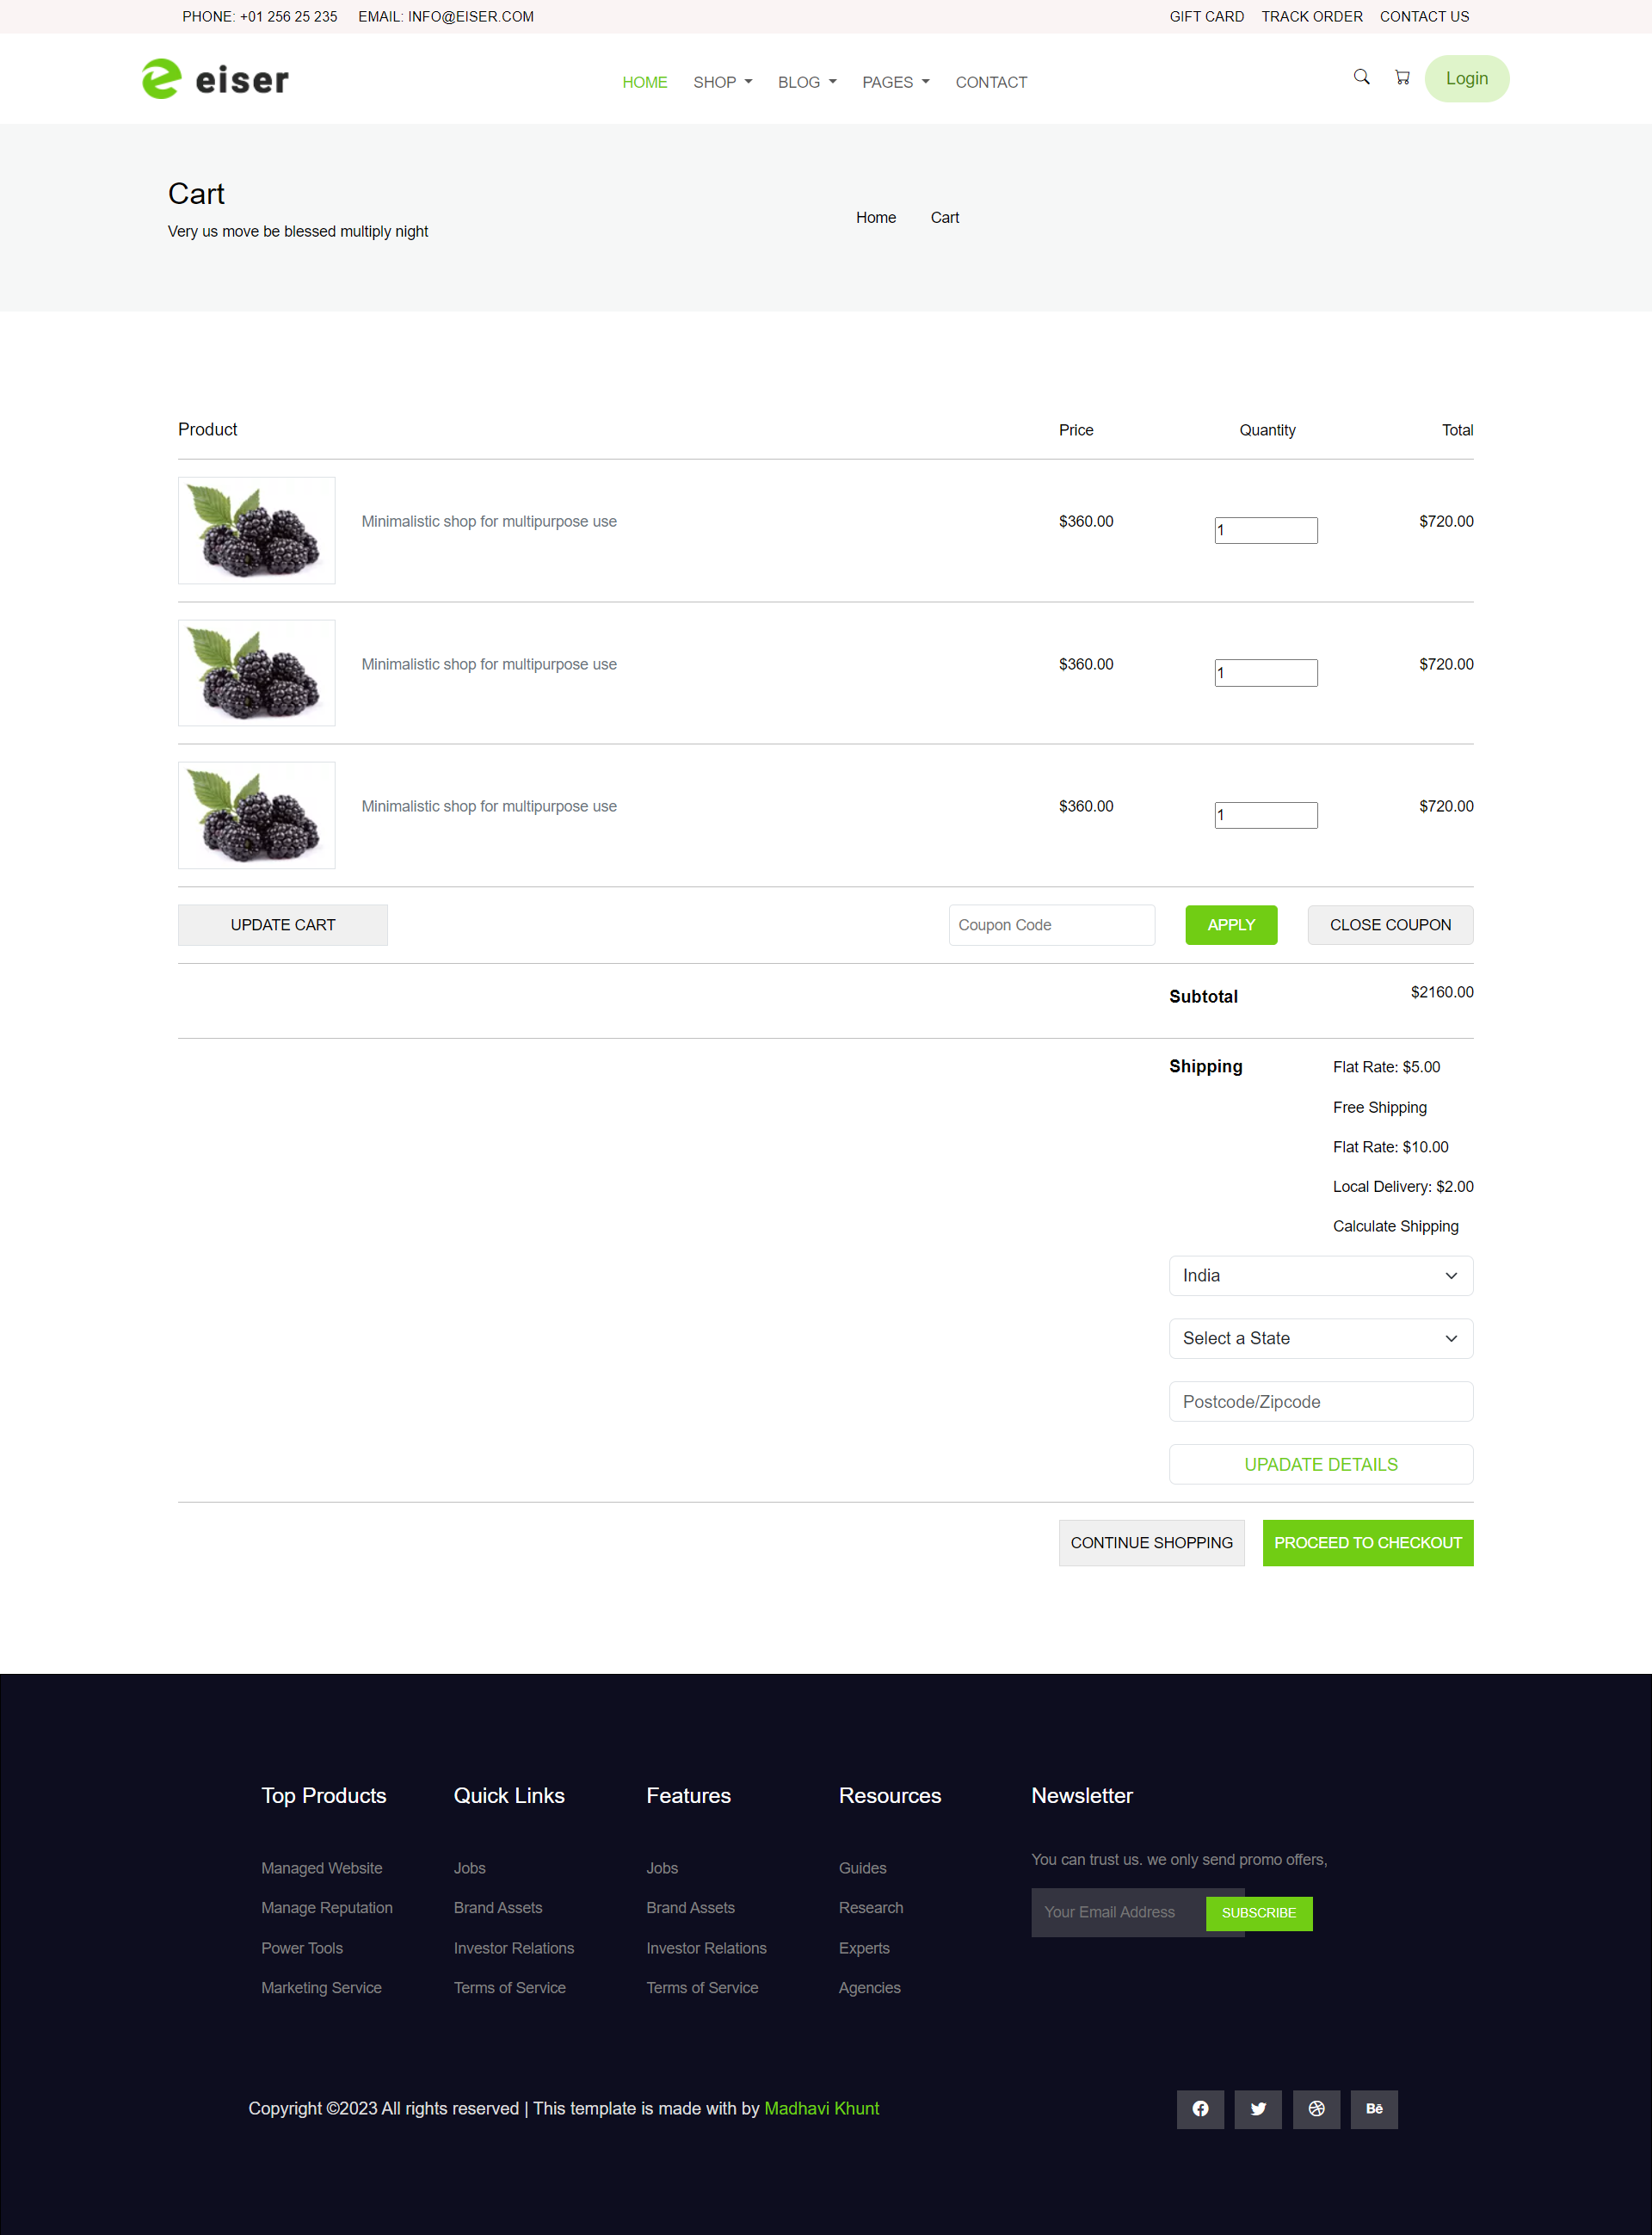 PHONE: +01 256 25 235 EMAIL: INFO@EISER.COM GIFT CARD TRACK ORDER CONTACT US
eiser HOME SHOP BLOG PAGES CONTACT Login
Cart
Very us move be blessed multiply night
Home Cart
Product Price Quantity Total
Minimalistic shop for multipurpose use $360.00 1 $720.00
Minimalistic shop for multipurpose use $360.00 1 $720.00
Minimalistic shop for multipurpose use $360.00 1 $720.00
UPDATE CART Coupon Code APPLY CLOSE COUPON
Subtotal $2160.00
Shipping Flat Rate: $5.00
Free Shipping
Flat Rate: $10.00
Local Delivery: $2.00
Calculate Shipping
India
Select a State
Postcode/Zipcode
UPADATE DETAILS
CONTINUE SHOPPING PROCEED TO CHECKOUT
Top Products Quick Links Features Resources Newsletter
You can trust us. we only send promo offers,
Managed Website Jobs Jobs Guides
Manage Reputation Brand Assets Brand Assets Research
Your Email Address SUBSCRIBE
Power Tools Investor Relations Investor Relations Experts
Marketing Service Terms of Service Terms of Service Agencies
Copyright ©2023 All rights reserved | This template is made with by Madhavi Khunt Bē